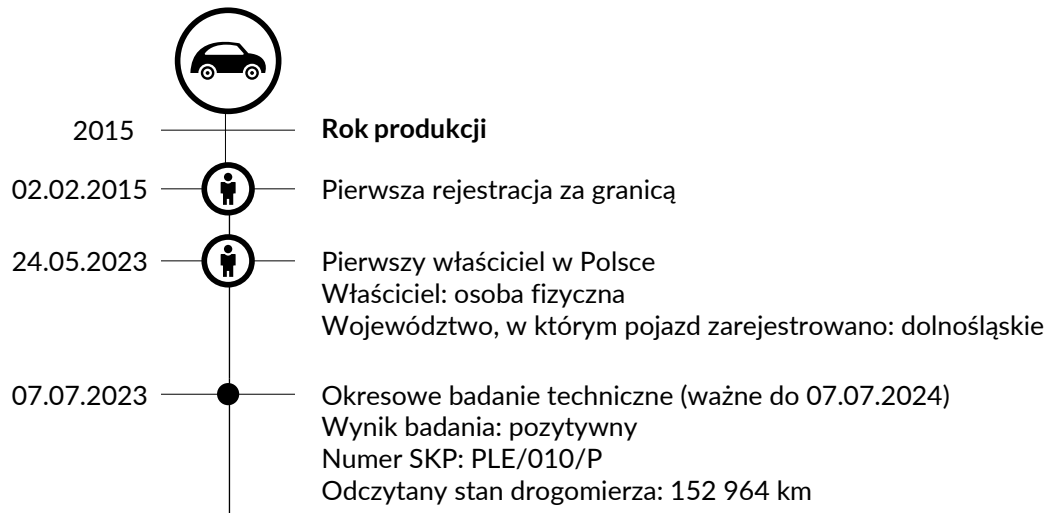 2015 Rok produkcji
02.02.2015 Pierwsza rejestracja za granicą
24.05.2023 Pierwszy właściciel w Polsce
Właściciel: osoba fizyczna
Województwo, w którym pojazd zarejestrowano: dolnośląskie
07.07.2023 Okresowe badanie techniczne (ważne do 07.07.2024)
Wynik badania: pozytywny
Numer SKP: PLE/010/P
Odczytany stan drogomierza: 152 964 km